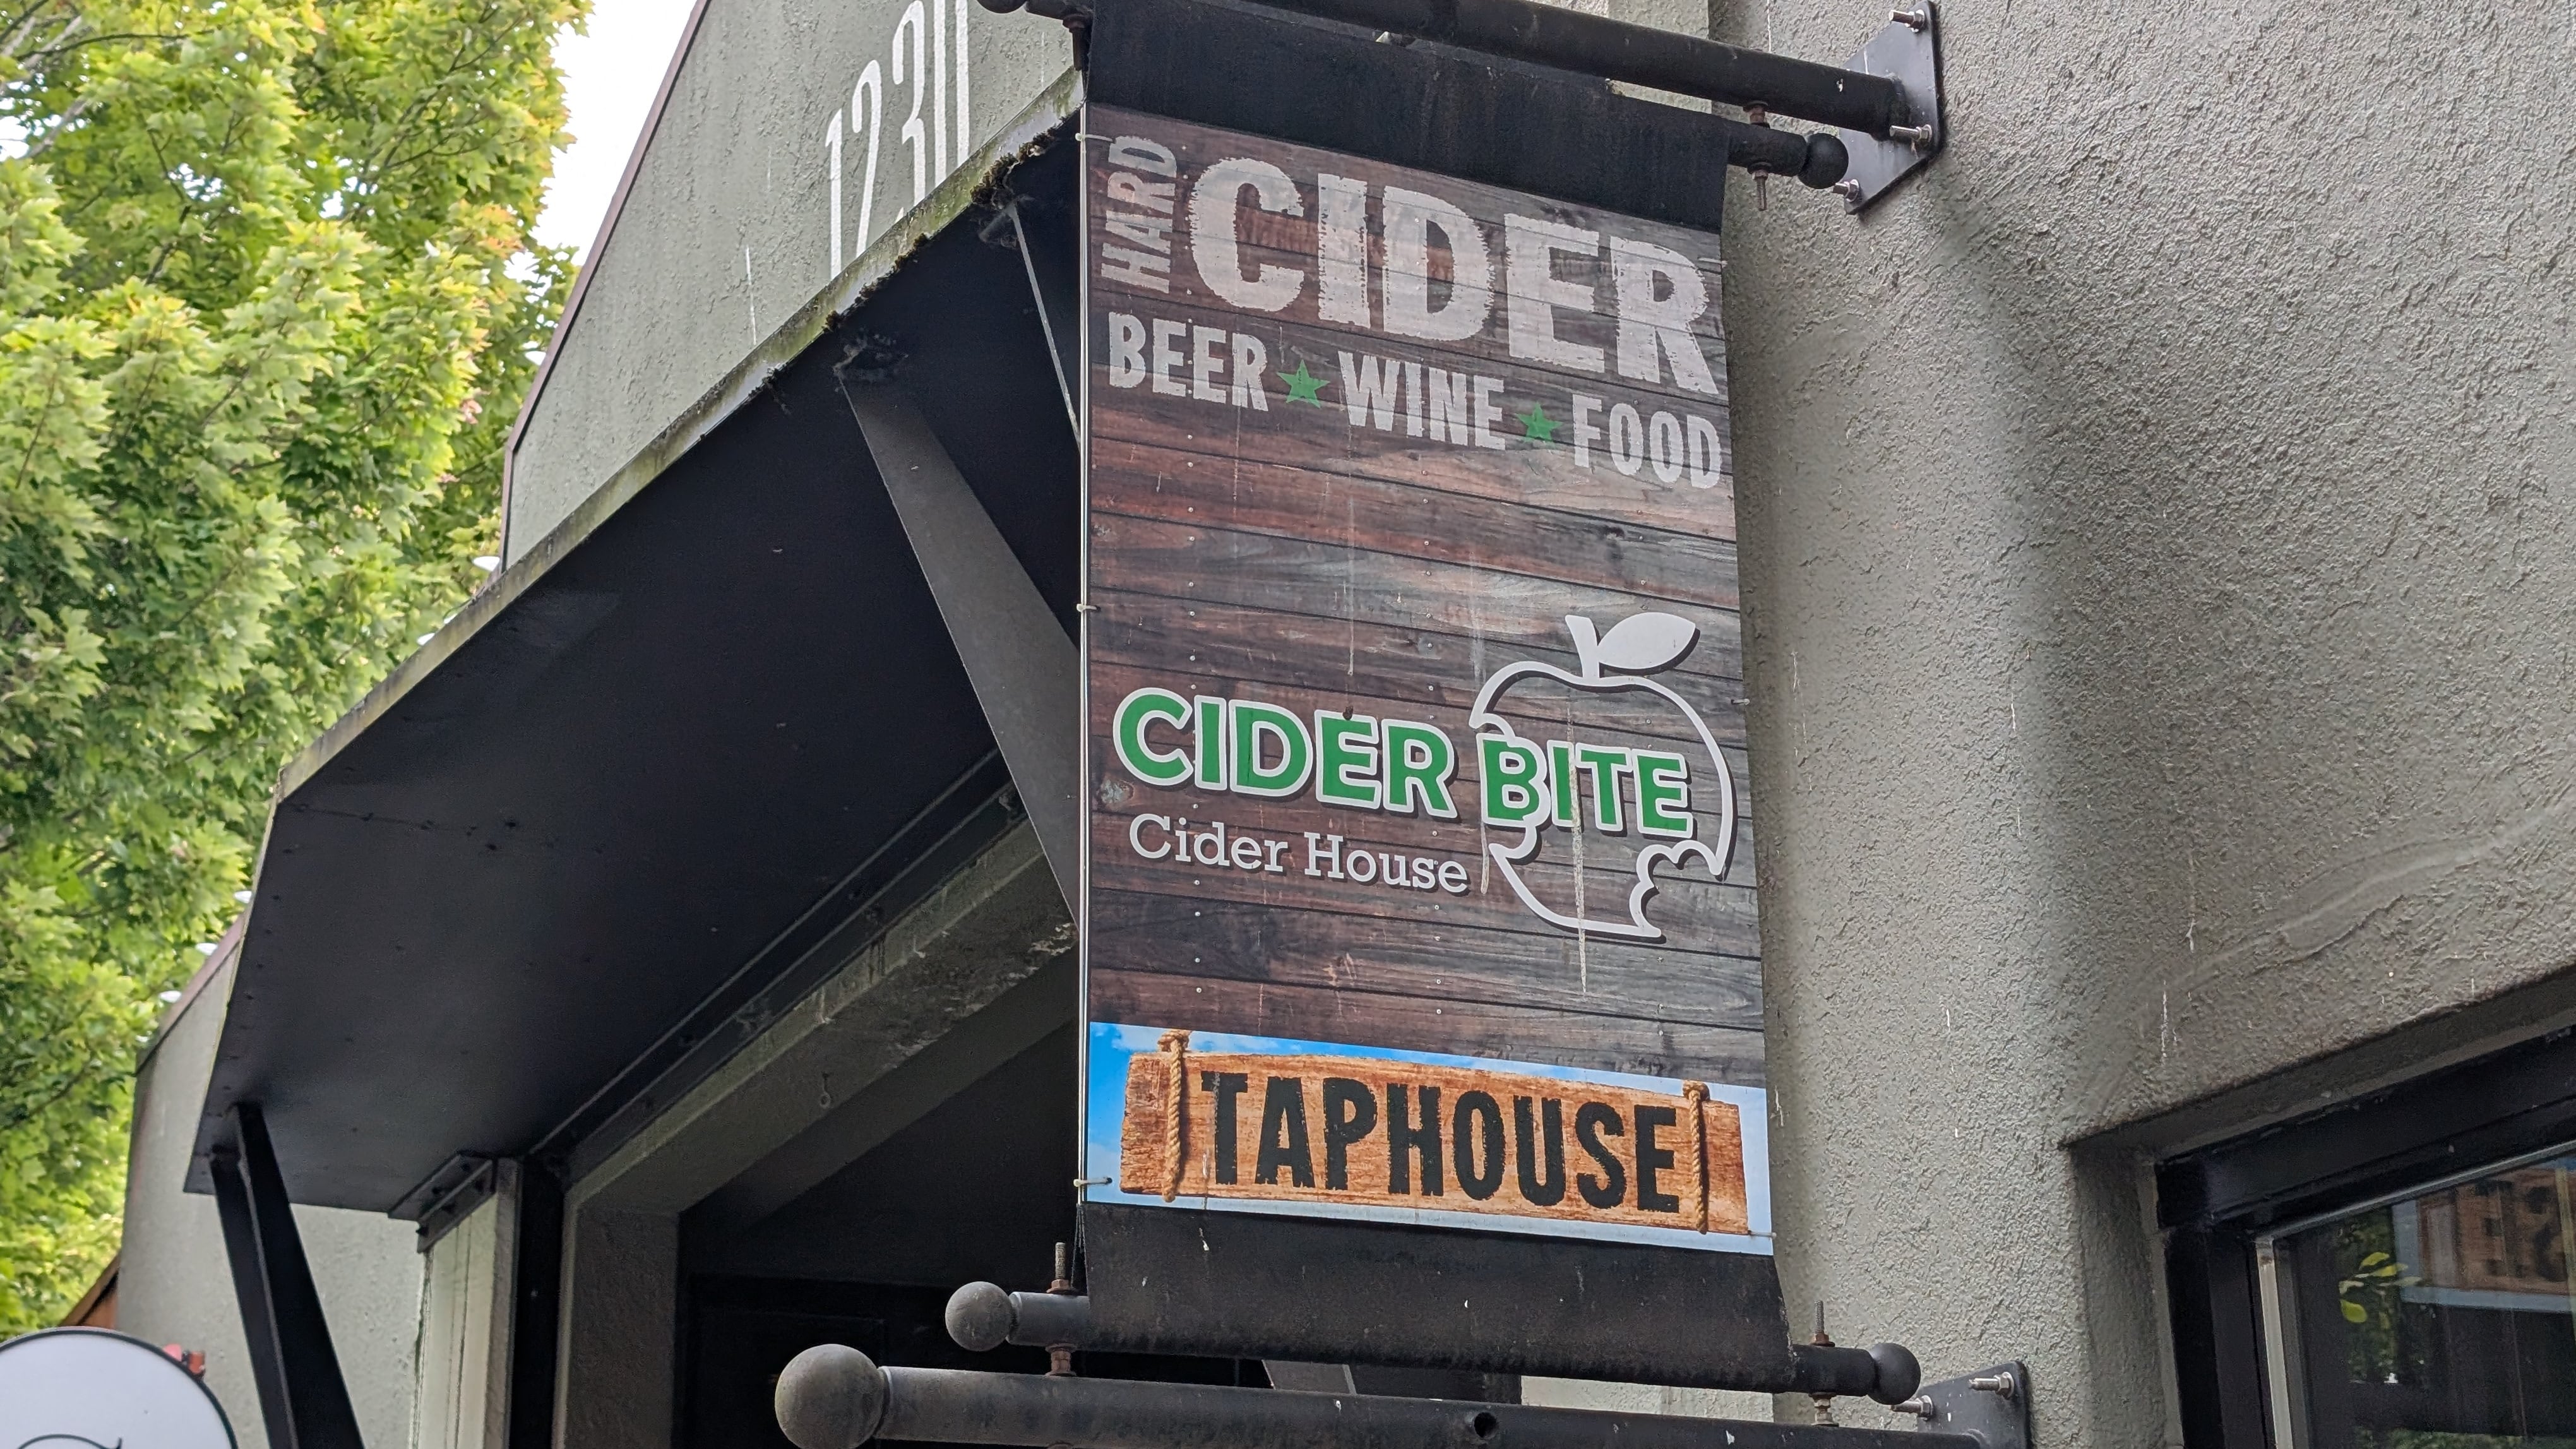 1230
HARD
CIDER
BEER ★ WINE ★ FOOD
CIDER BITE
Cider House
TAPHOUSE